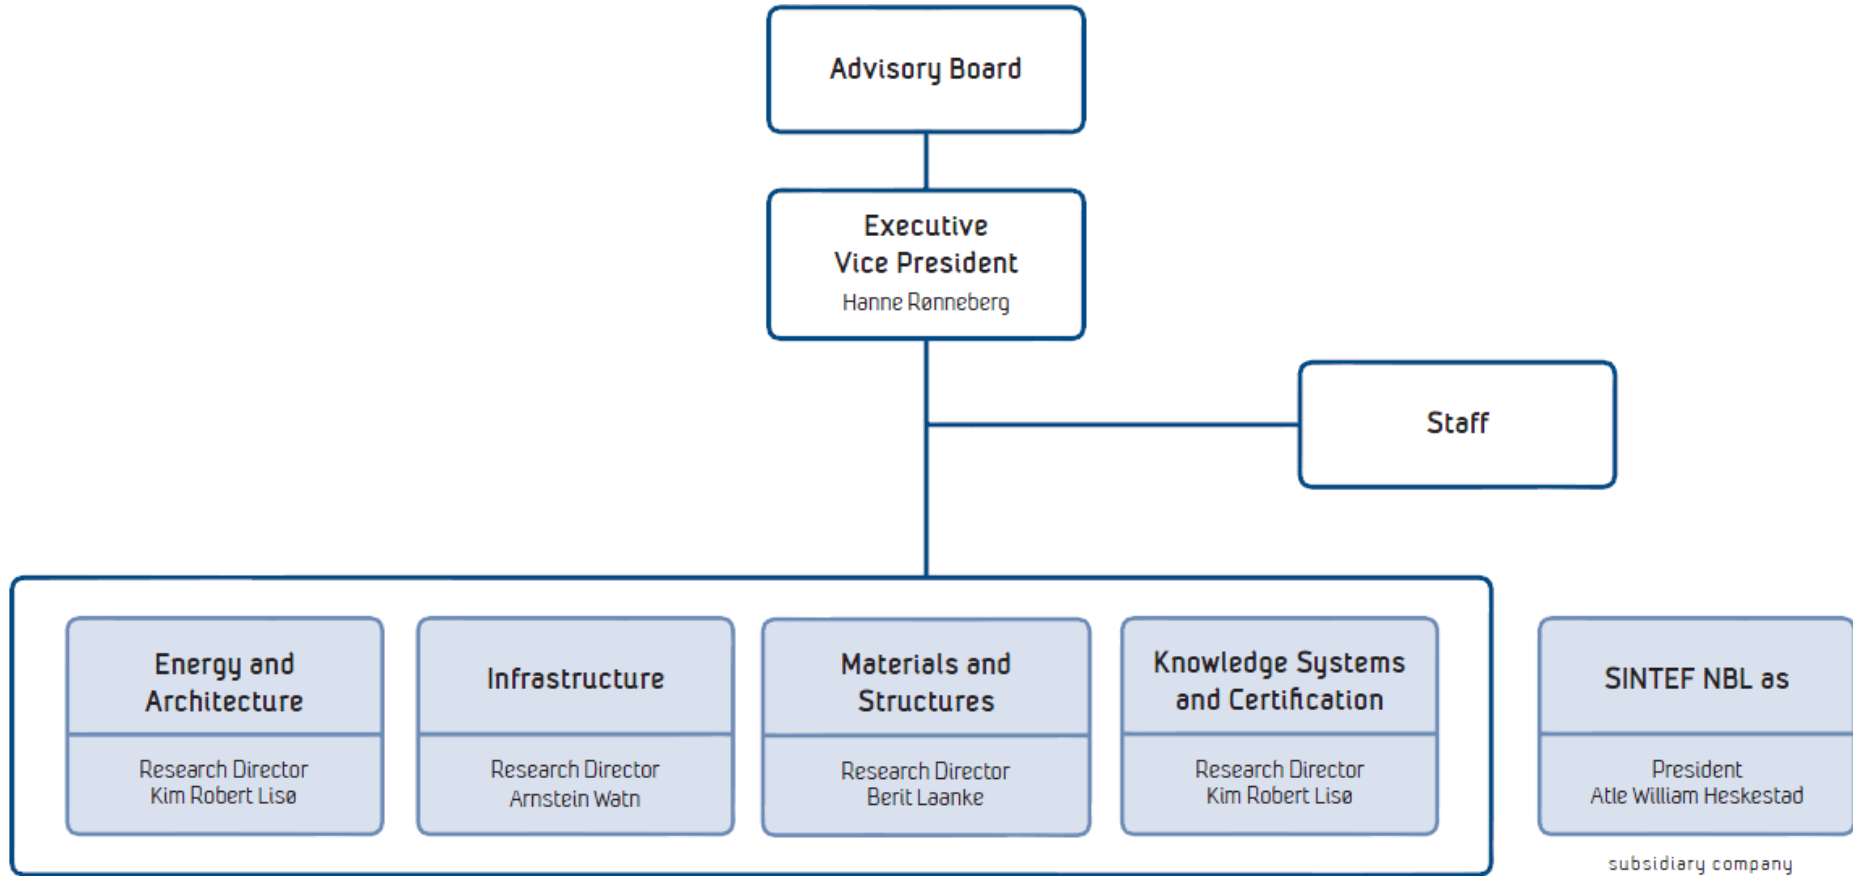 Advisory Board
Executive
Vice President
Hanne Rønneberg
Staff
Energy and
Architecture
Research Director
Kim Robert Lisø
Infrastructure
Research Director
Arnstein Watn
Materials and
Structures
Research Director
Berit Laanke
Knowledge Systems
and Certification
Research Director
Kim Robert Lisø
SINTEF NBL as
President
Atle William Heskestad
subsidiary company